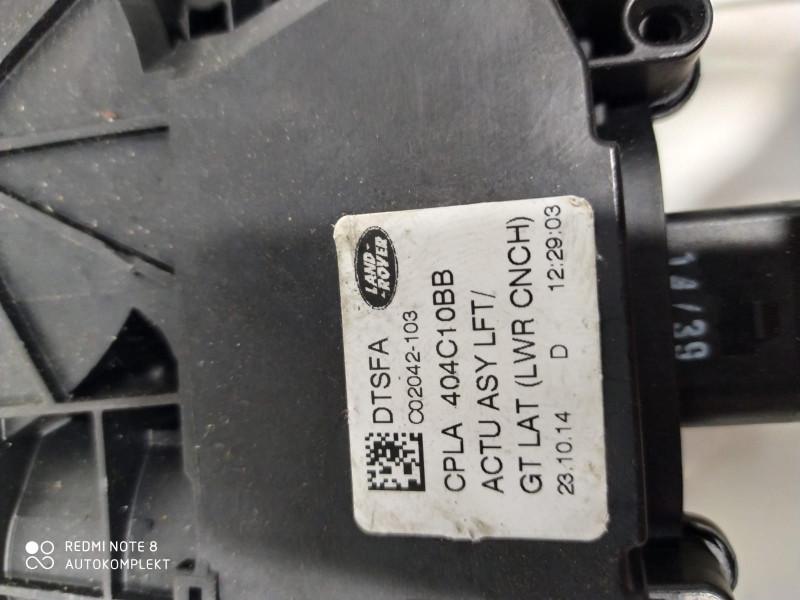 LAND-
-ROVER
DTSFA
C02042-103
CPLA 404C10BB
ACTU ASY LFT/
GT LAT (LWR CNCH)
23.10.14 D 12:29:03
14/39
REDMI NOTE 8
AUTOKOMPLEKT